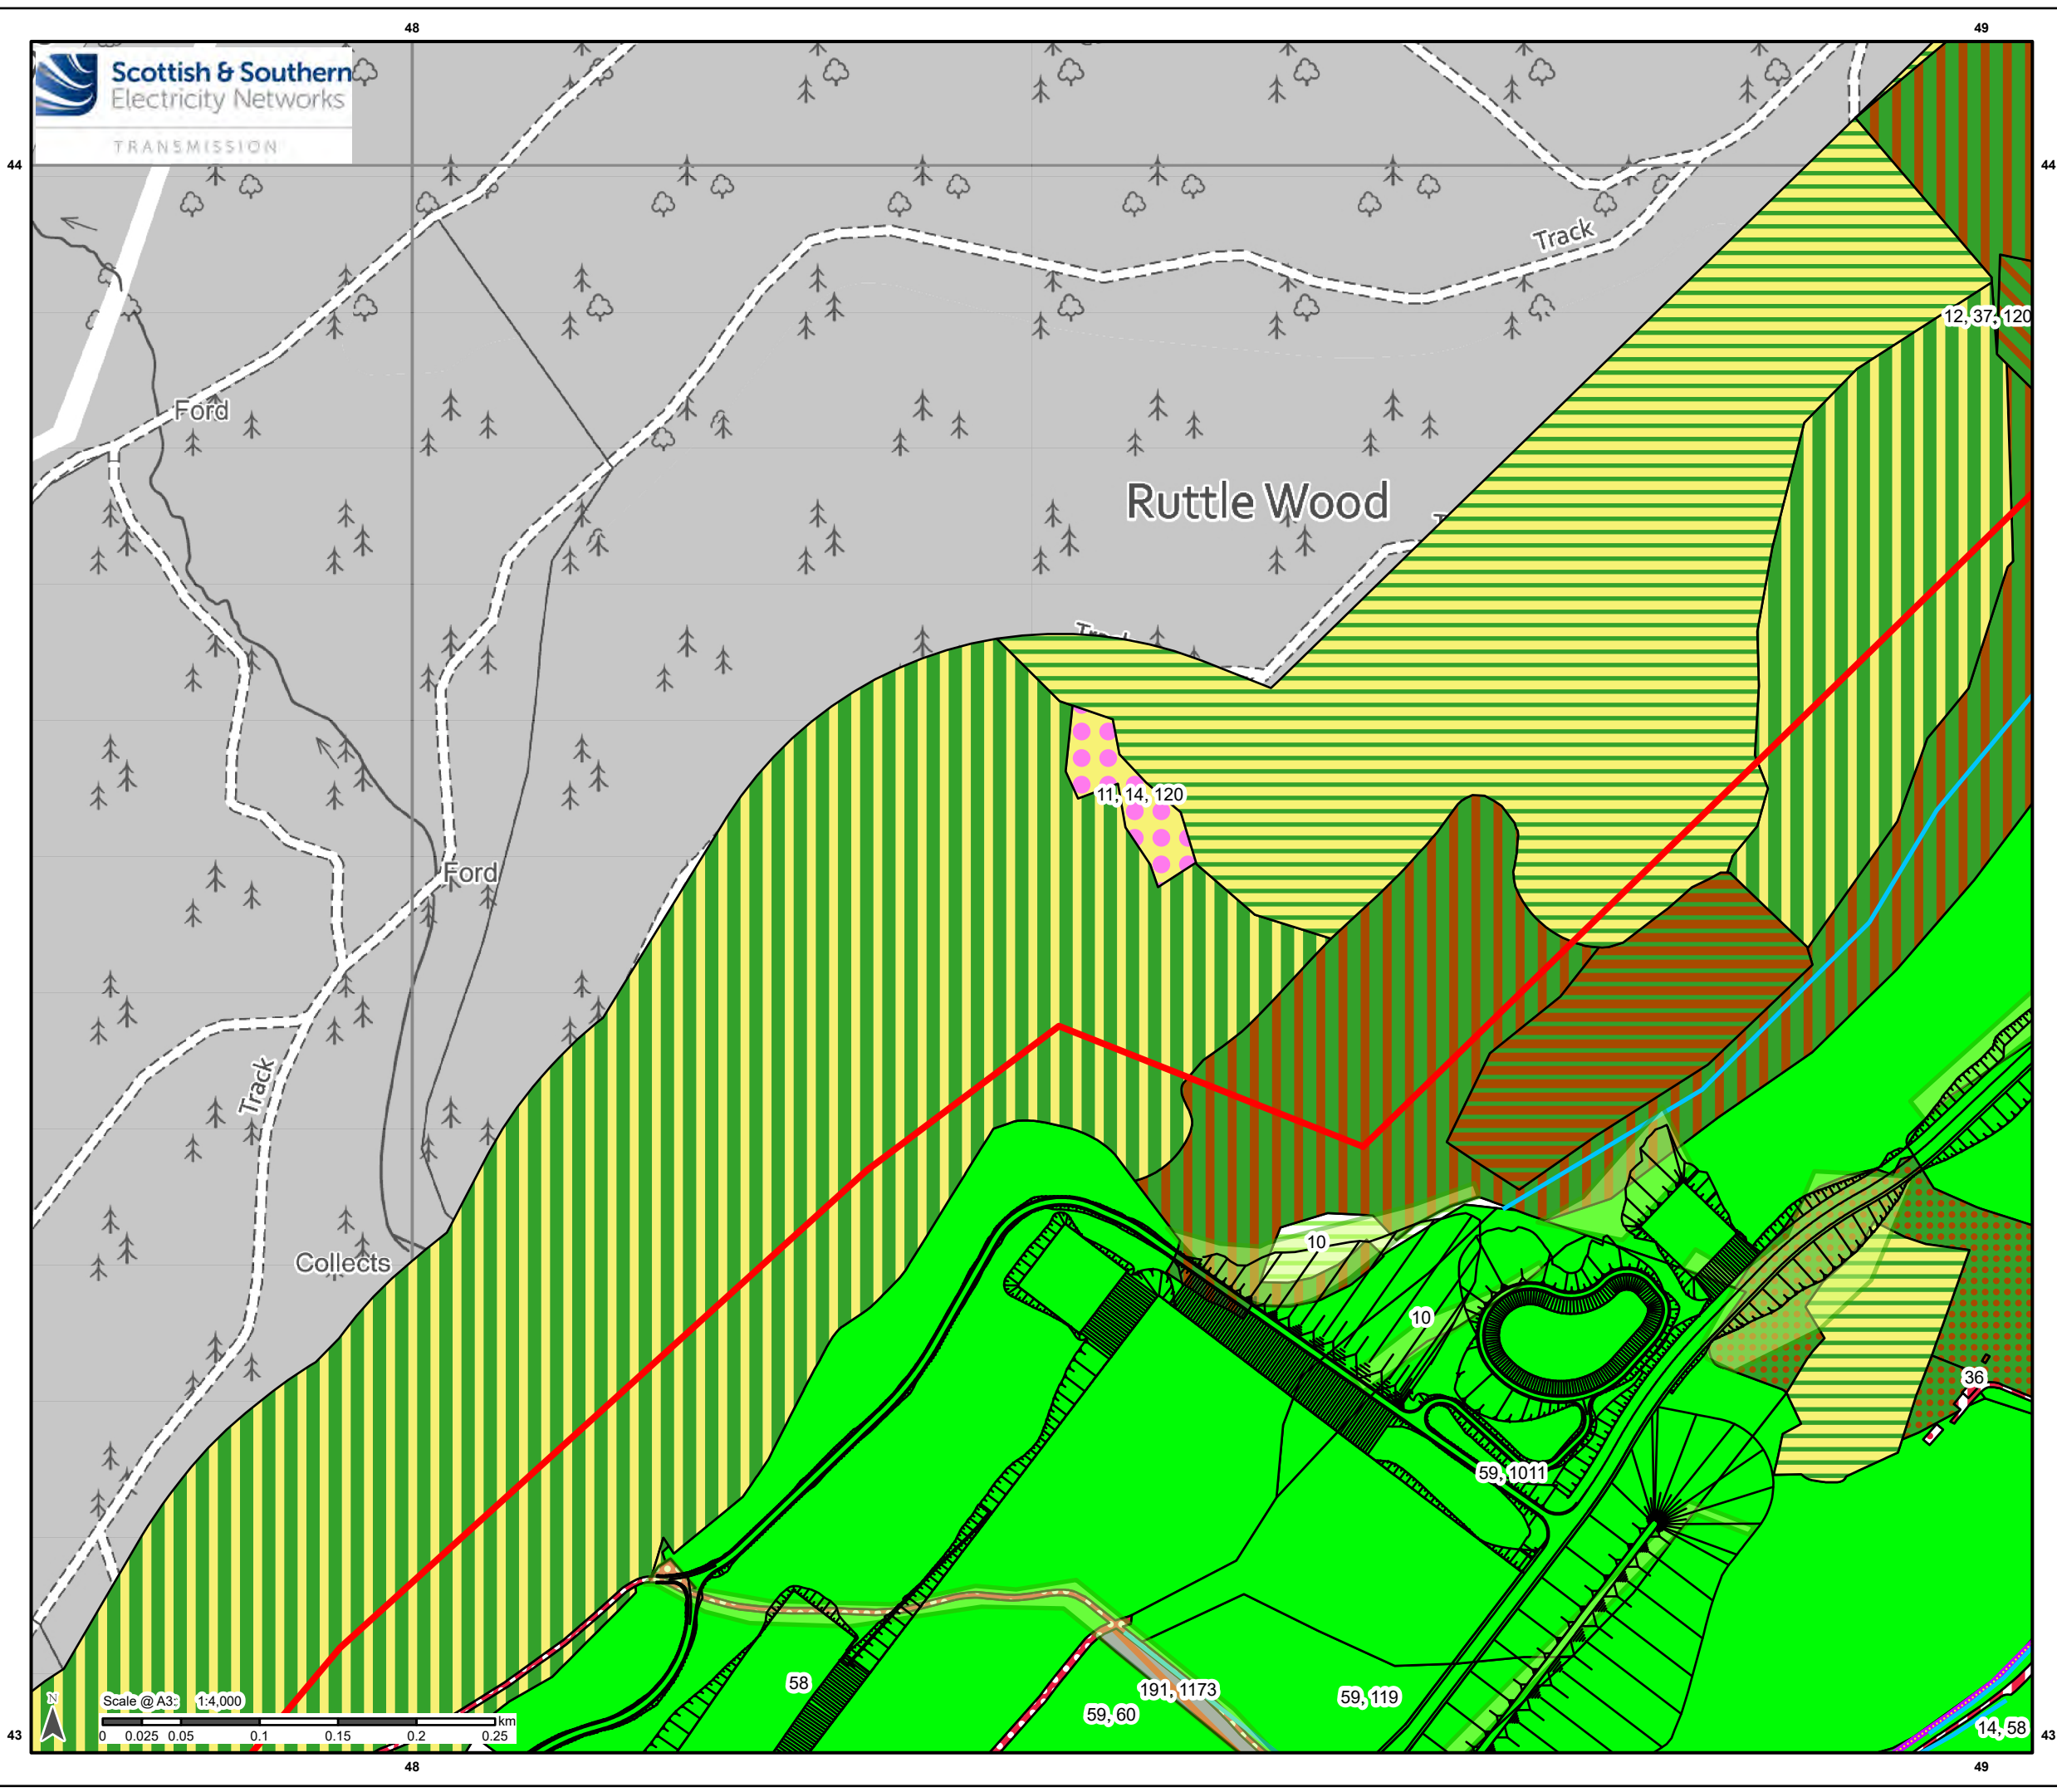 48 49
Scottish & Southern
Electricity Networks
TRANSMISSION
44 44
Track
12, 37, 120
Ford
Ruttle Wood
11, 14, 120
Ford
Track
10
Collects
10
36
59, 1011
58
191, 1173
59, 119
59, 60
14, 58
N
Scale @ A3: 1:4,000
km
0 0.025 0.05 0.1 0.15 0.2 0.25
43 43
48 49